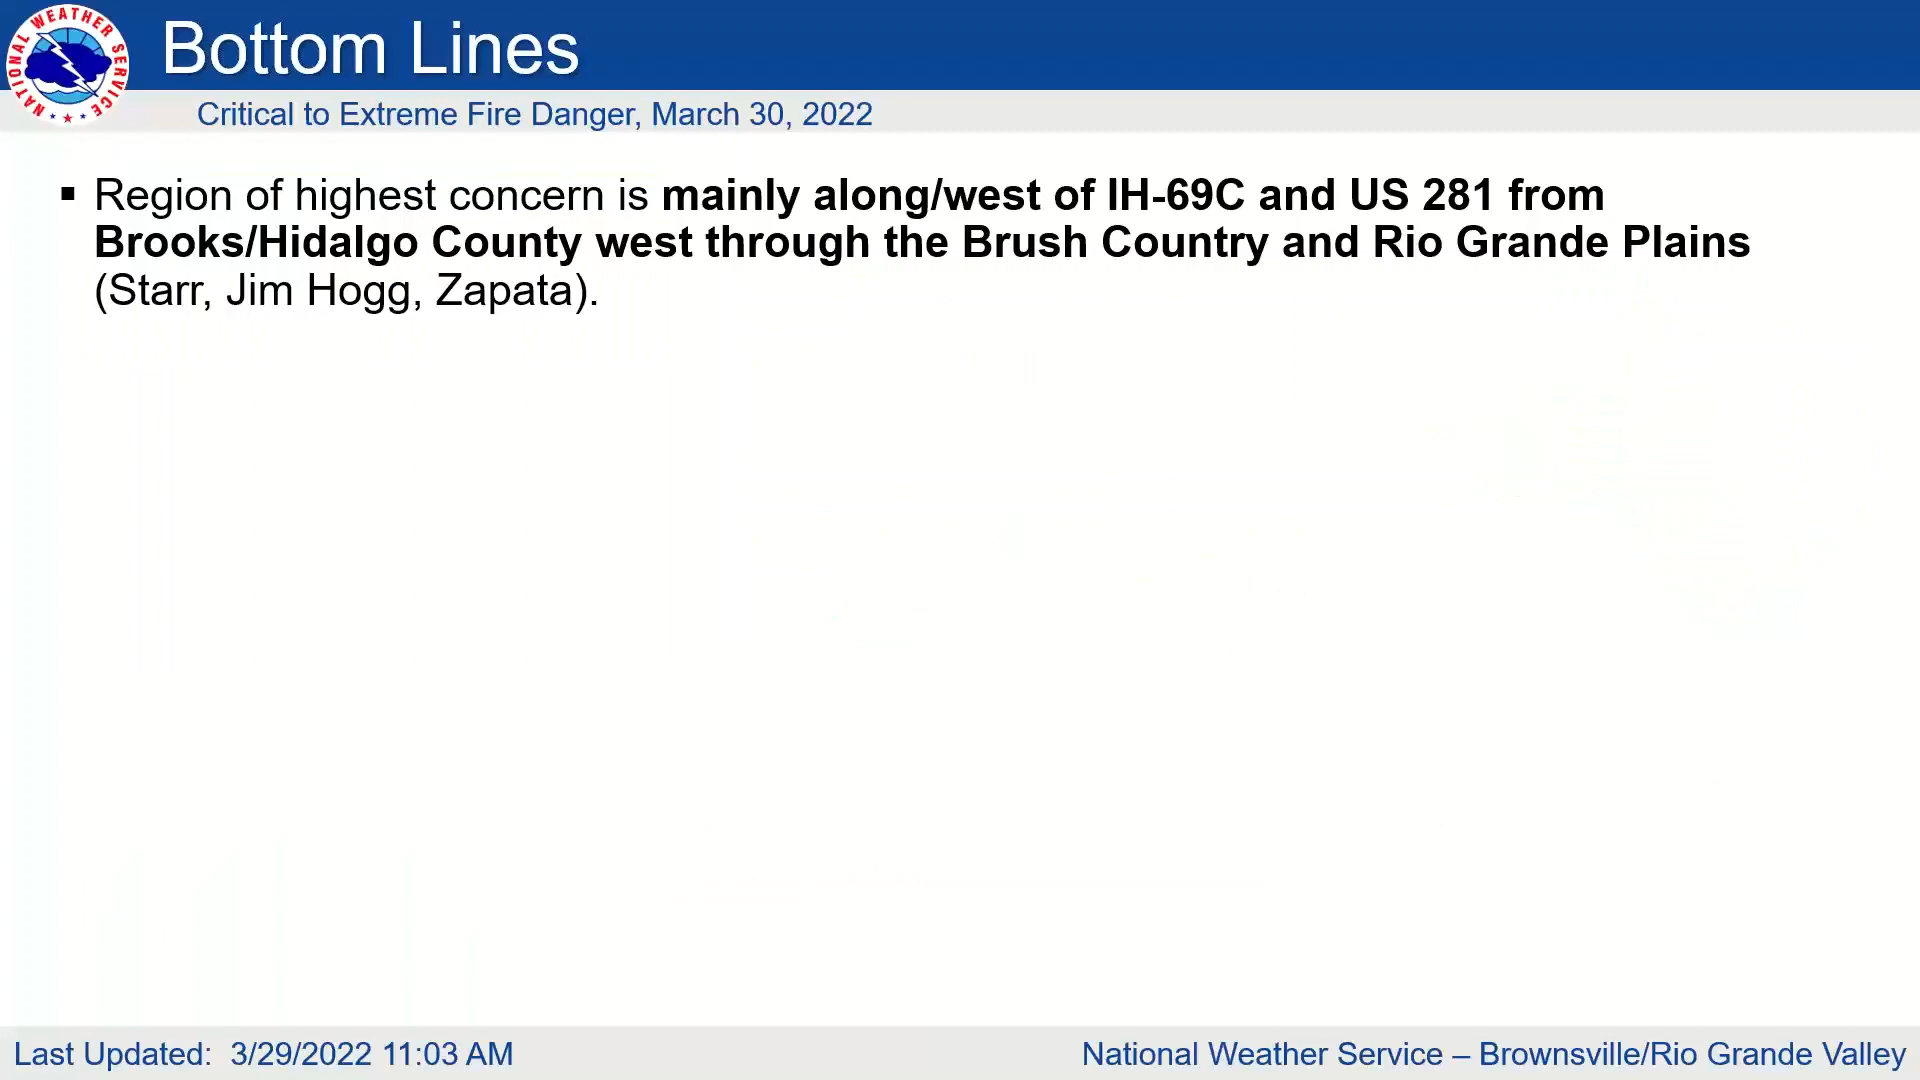 NATIONAL WEATHER SERVICE
Bottom Lines
Critical to Extreme Fire Danger, March 30, 2022
▪ Region of highest concern is mainly along/west of IH-69C and US 281 from
Brooks/Hidalgo County west through the Brush Country and Rio Grande Plains
(Starr, Jim Hogg, Zapata).
Last Updated: 3/29/2022 11:03 AM
National Weather Service – Brownsville/Rio Grande Valley